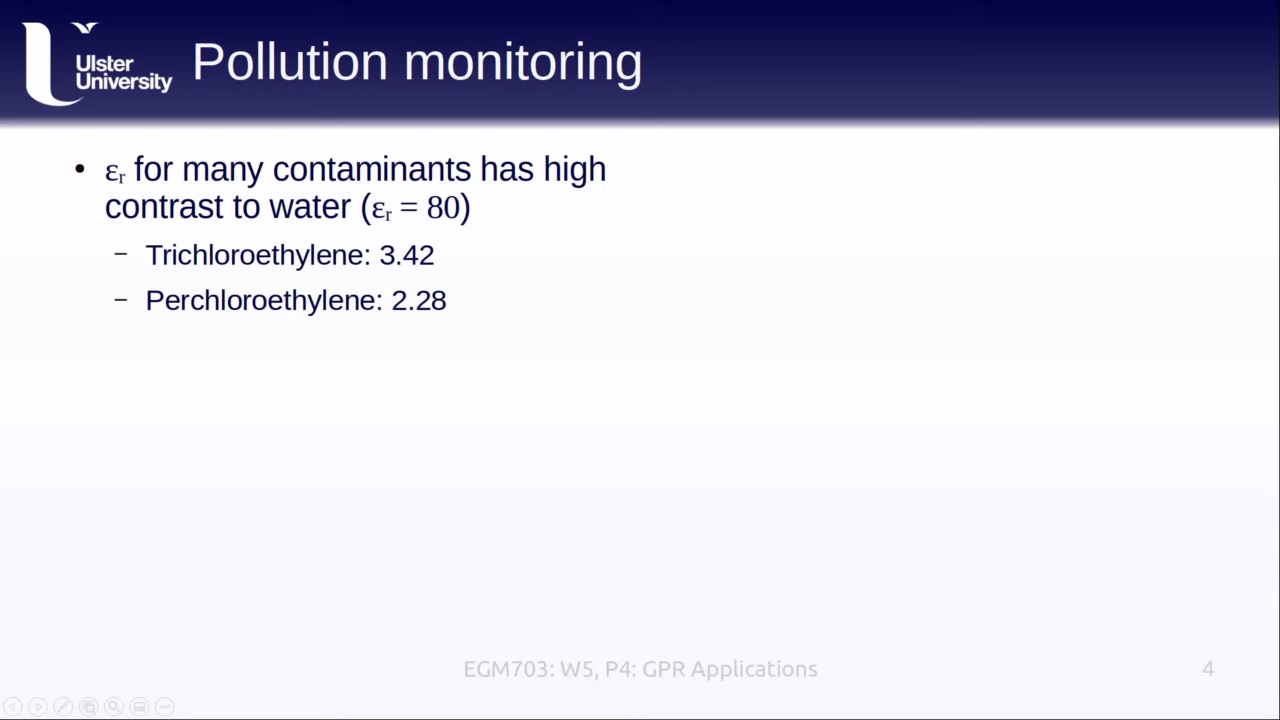 Ulster
University
Pollution monitoring
• εr for many contaminants has high
contrast to water (εr = 80)
– Trichloroethylene: 3.42
– Perchloroethylene: 2.28
EGM703: W5, P4: GPR Applications
4